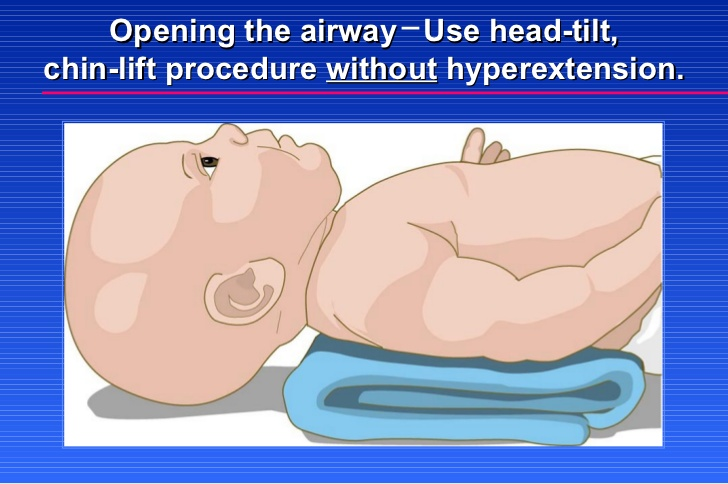 Opening the airway–Use head-tilt,
chin-lift procedure without hyperextension.